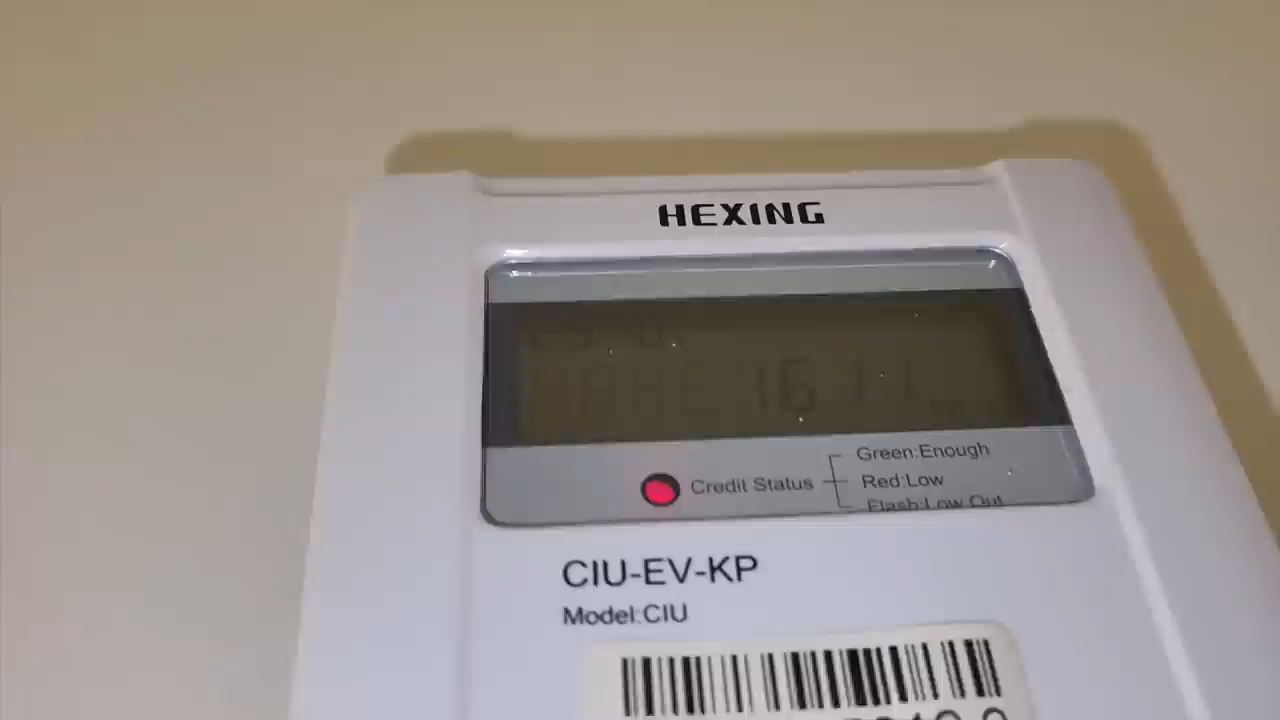 HEXING
Credit Status
Green:Enough
Red:Low
Flash:Low Out
CIU-EV-KP
Model:CIU